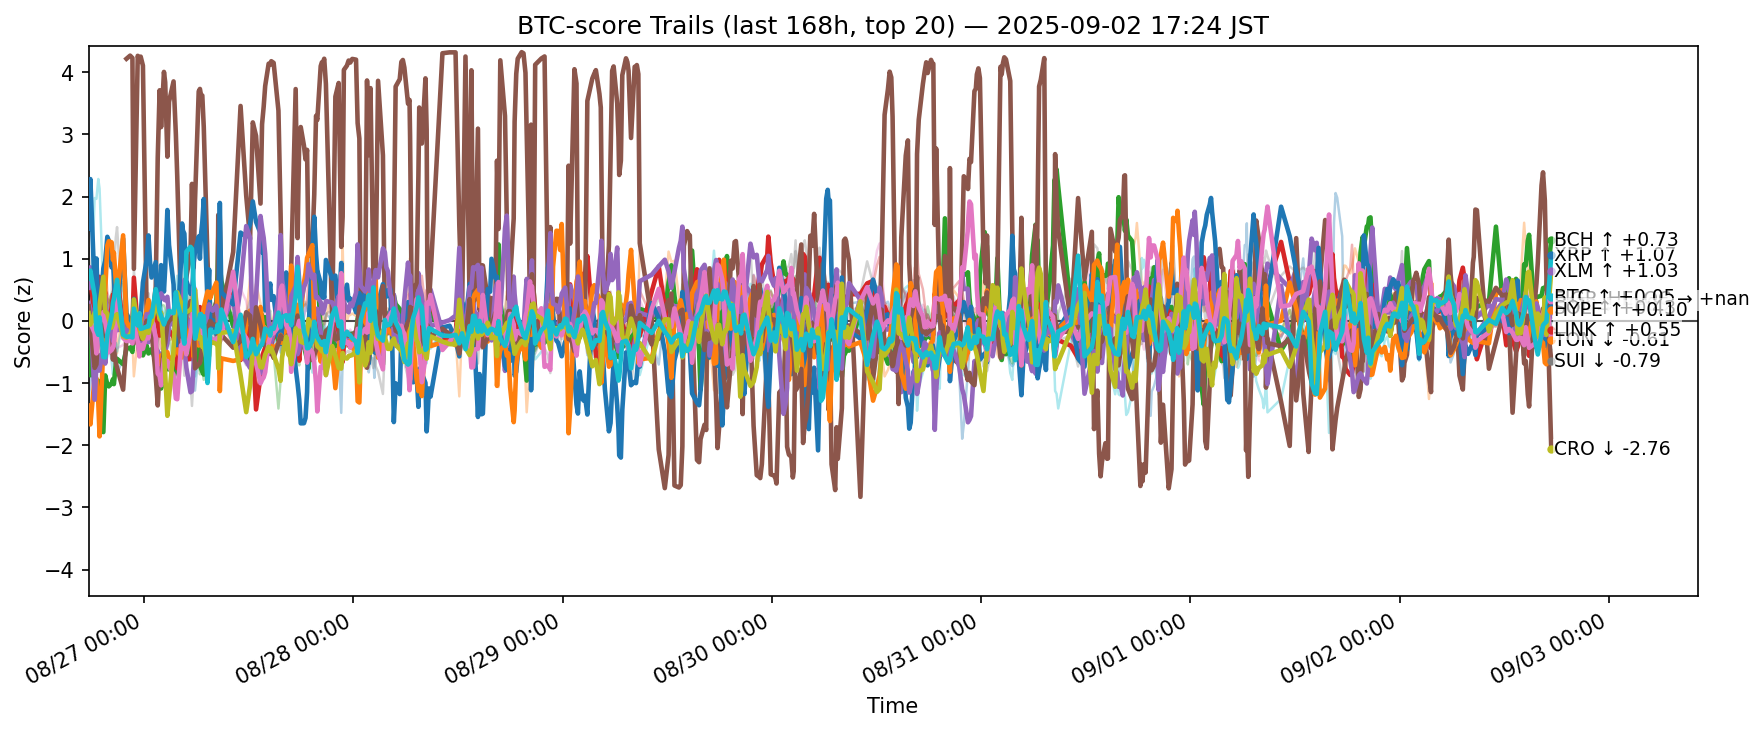 BTC-score Trails (last 168h, top 20) — 2025-09-02 17:24 JST
Score (z)
4
3
2
1
0
−1
−2
−3
−4
BCH ↑ +0.73
XRP ↑ +1.07
XLM ↑ +1.03
BTC ↑ +0.05
→ +nan
HYPE ↑ +0.10
LINK ↑ +0.55
TON ↓ -0.61
SUI ↓ -0.79
CRO ↓ -2.76
08/27 00:00
08/28 00:00
08/29 00:00
08/30 00:00
08/31 00:00
09/01 00:00
09/02 00:00
09/03 00:00
Time